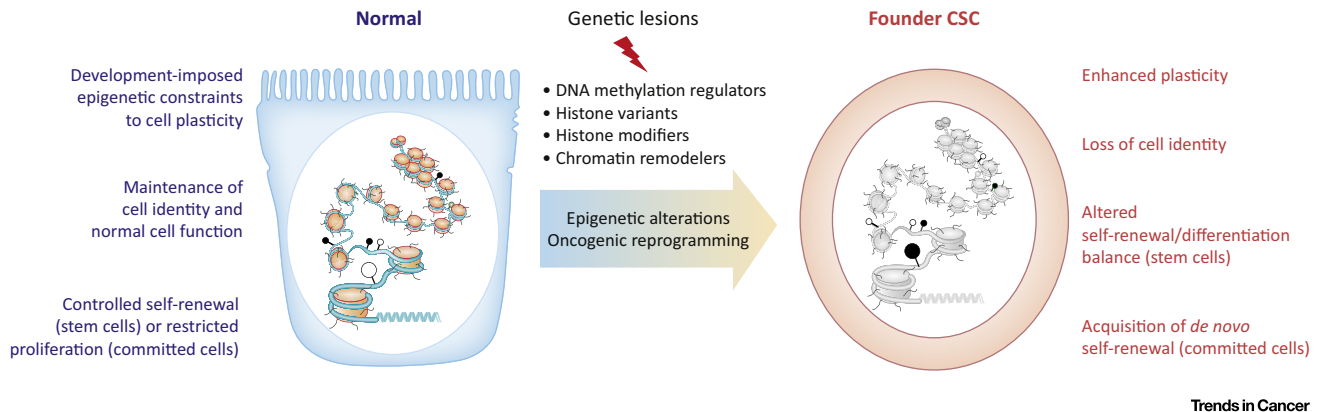 Normal
Genetic lesions
Founder CSC
Development-imposed
epigenetic constraints
to cell plasticity
Maintenance of
cell identity and
normal cell function
Controlled self-renewal
(stem cells) or restricted
proliferation (committed cells)
• DNA methylation regulators
• Histone variants
• Histone modifiers
• Chromatin remodelers
Epigenetic alterations
Oncogenic reprogramming
Enhanced plasticity
Loss of cell identity
Altered
self-renewal/differentiation
balance (stem cells)
Acquisition of de novo
self-renewal (committed cells)
Trends in Cancer